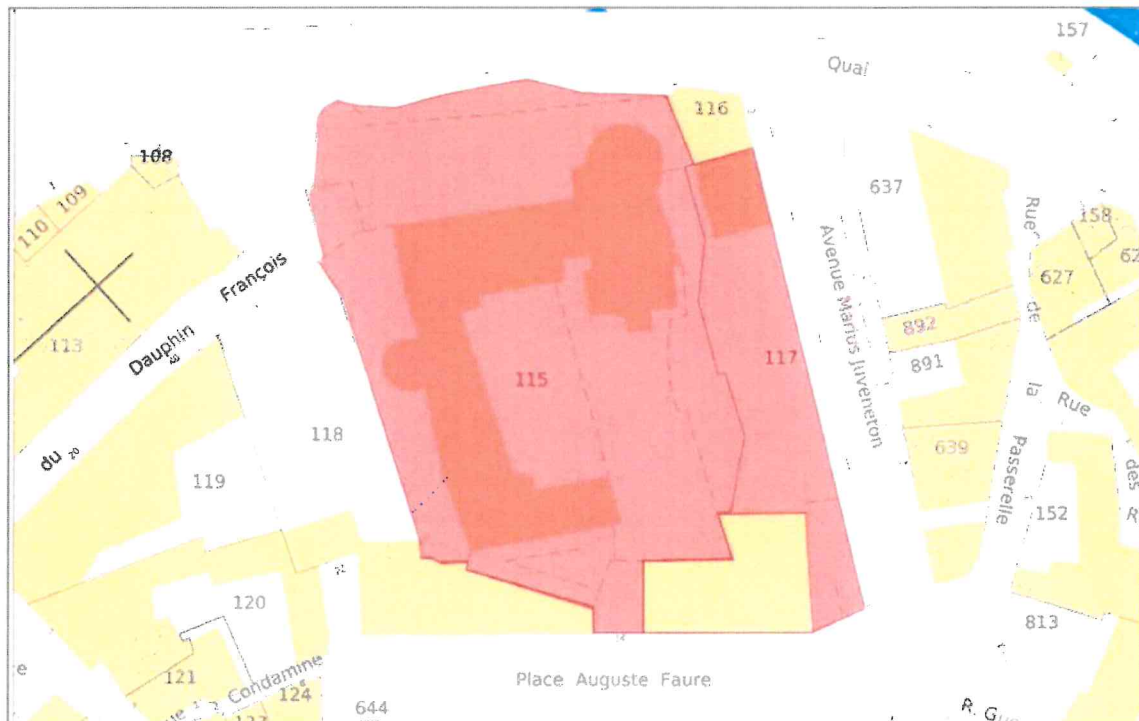 157
Quai
116
108
109
110
637
158
Rue
de
la
Passerelle
627
François
Dauphin
du
20
113
Avenue Marius Juveneton
892
891
117
115
118
Rue
des
639
119
152
120
813
121
Condamine
124
644
Place Auguste Faure